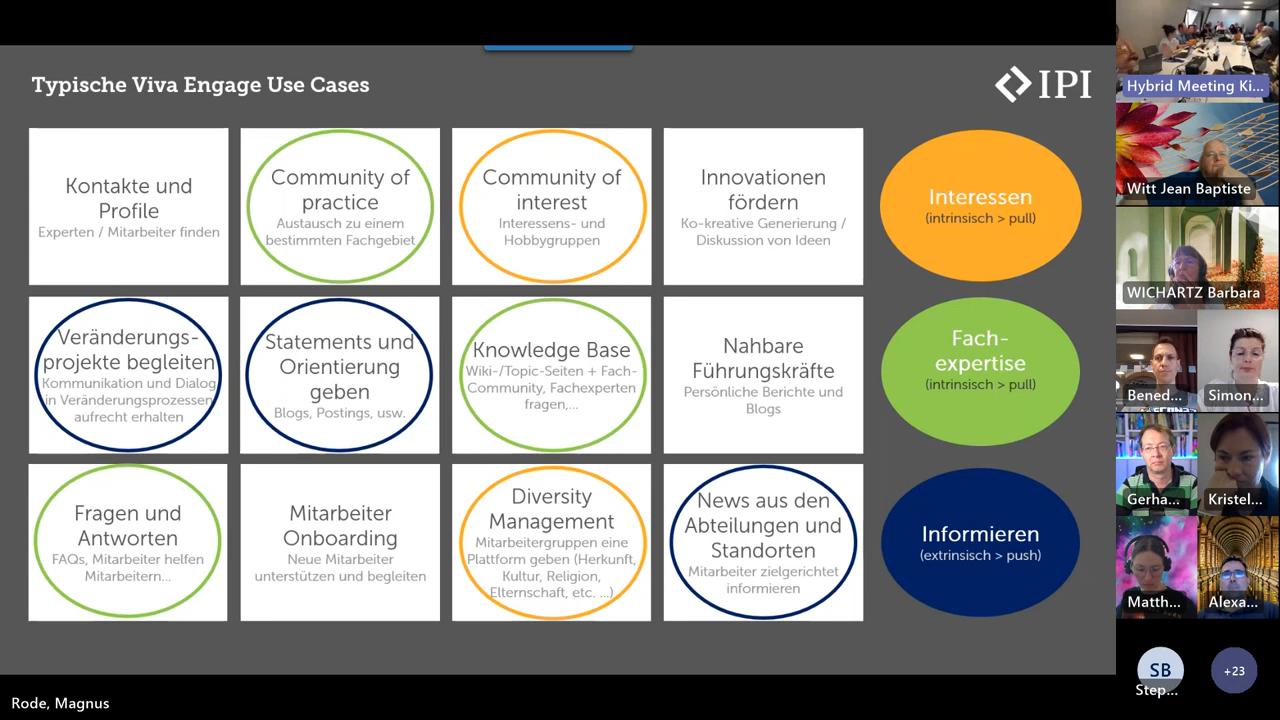 Typische Viva Engage Use Cases
IPI
Kontakte und
Profile
Experten / Mitarbeiter finden
Community of
practice
Austausch zu einem
bestimmten Fachgebiet
Community of
interest
Interessens- und
Hobbygruppen
Innovationen
fördern
Ko-kreative Generierung /
Diskussion von Ideen
Interessen
(intrinsisch > pull)
Veränderungs-
projekte begleiten
Kommunikation und Dialog
in Veränderungsprozessen
aufrecht erhalten
Statements und
Orientierung
geben
Blogs, Postings, usw.
Knowledge Base
Wiki-/Topic-Seiten + Fach-
Community, Fachexperten
fragen,...
Nahbare
Führungskräfte
Persönliche Berichte und
Blogs
Fach-
expertise
(intrinsisch > pull)
Fragen und
Antworten
FAQs, Mitarbeiter helfen
Mitarbeitern...
Mitarbeiter
Onboarding
Neue Mitarbeiter
unterstützen und begleiten
Diversity
Management
Mitarbeitergruppen eine
Plattform geben (Herkunft,
Kultur, Religion,
Elternschaft, etc. ...)
News aus den
Abteilungen und
Standorten
Mitarbeiter zielgerichtet
informieren
Informieren
(extrinsisch > push)
Hybrid Meeting Ki...
Witt Jean Baptiste
WICHARTZ Barbara
Bened...
Simon...
Gerha...
Kristel...
Matth...
Alexa...
SB
Step...
+23
Rode, Magnus